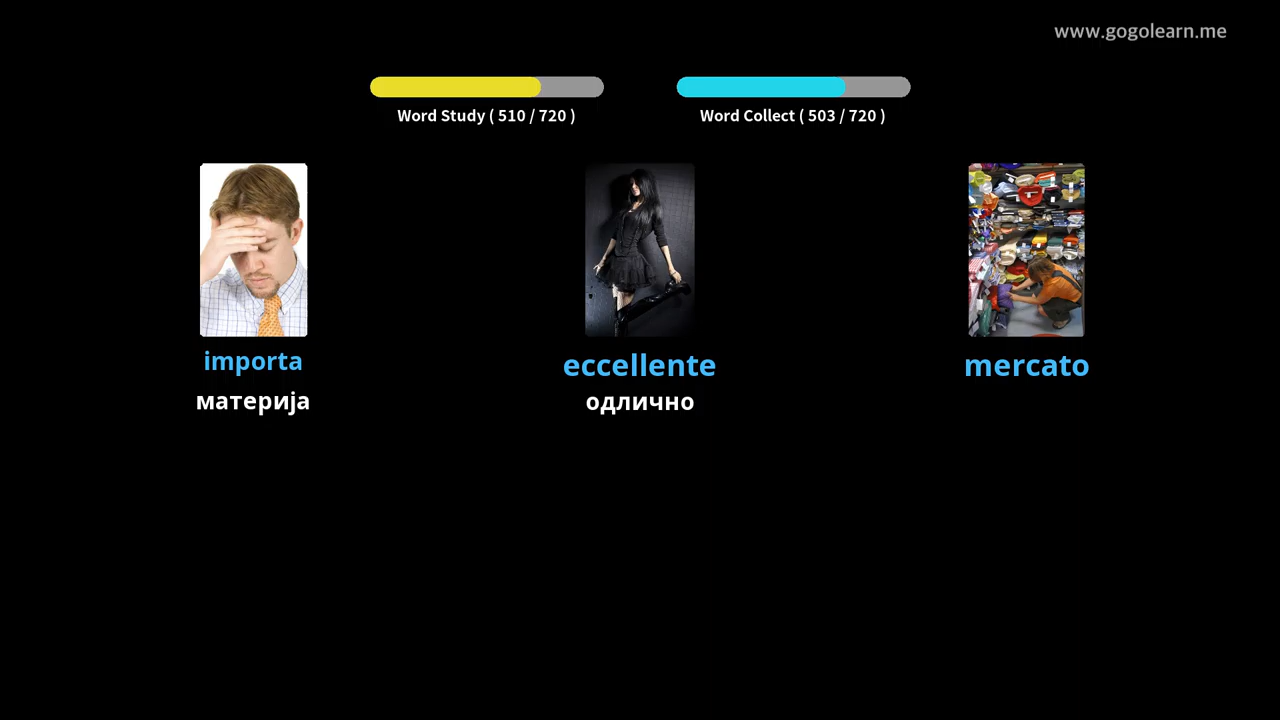 www.gogolearn.me
Word Study ( 510 / 720 )
Word Collect ( 503 / 720 )
importa
eccellente
mercato
материја
одлично